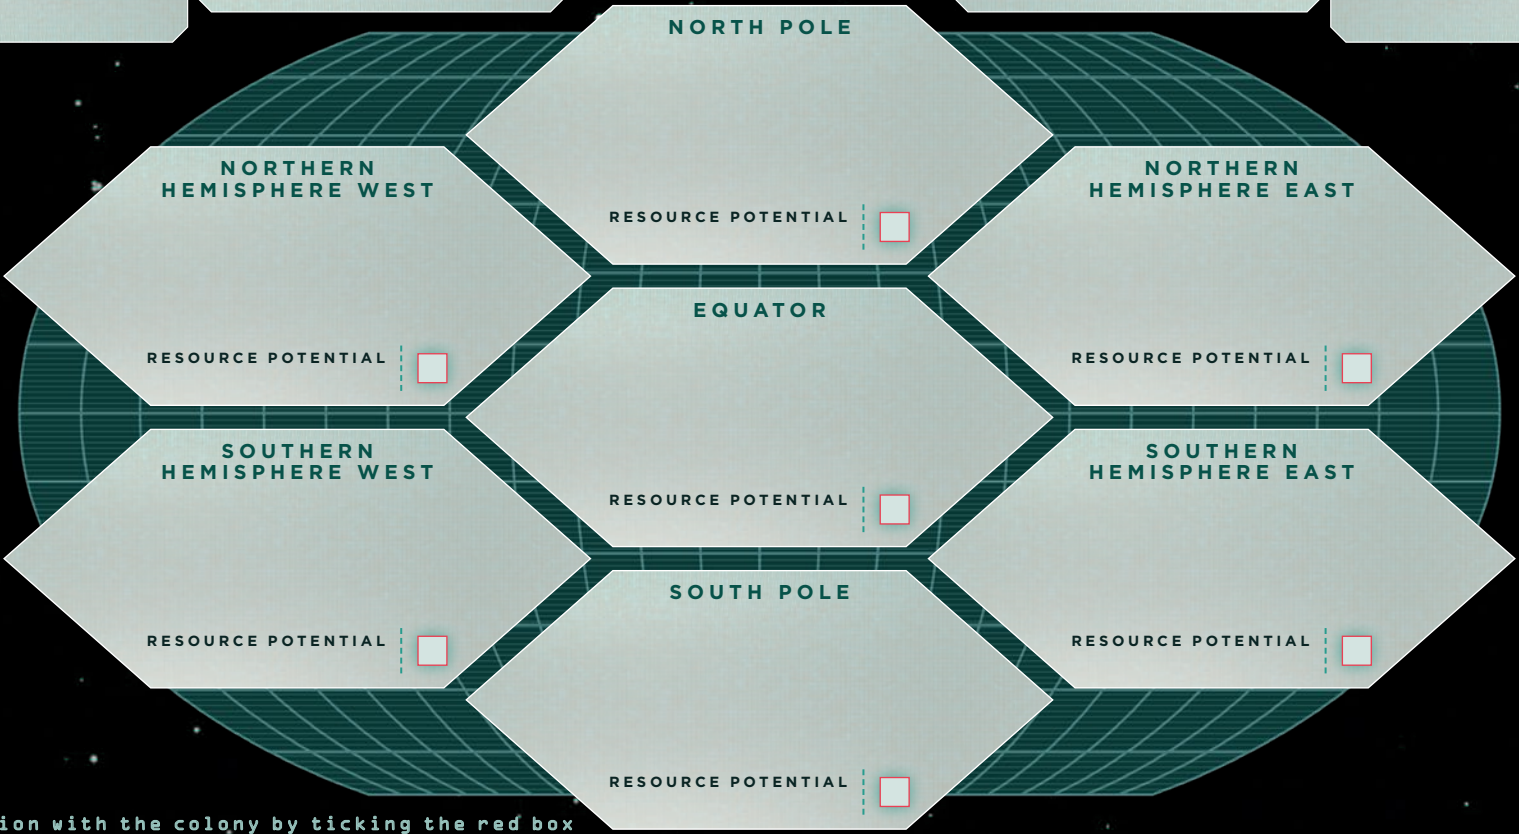 NORTH POLE
RESOURCE POTENTIAL
NORTHERN
HEMISPHERE WEST
RESOURCE POTENTIAL
NORTHERN
HEMISPHERE EAST
RESOURCE POTENTIAL
EQUATOR
RESOURCE POTENTIAL
SOUTHERN
HEMISPHERE WEST
RESOURCE POTENTIAL
SOUTHERN
HEMISPHERE EAST
RESOURCE POTENTIAL
SOUTH POLE
RESOURCE POTENTIAL
ion with the colony by ticking the red box